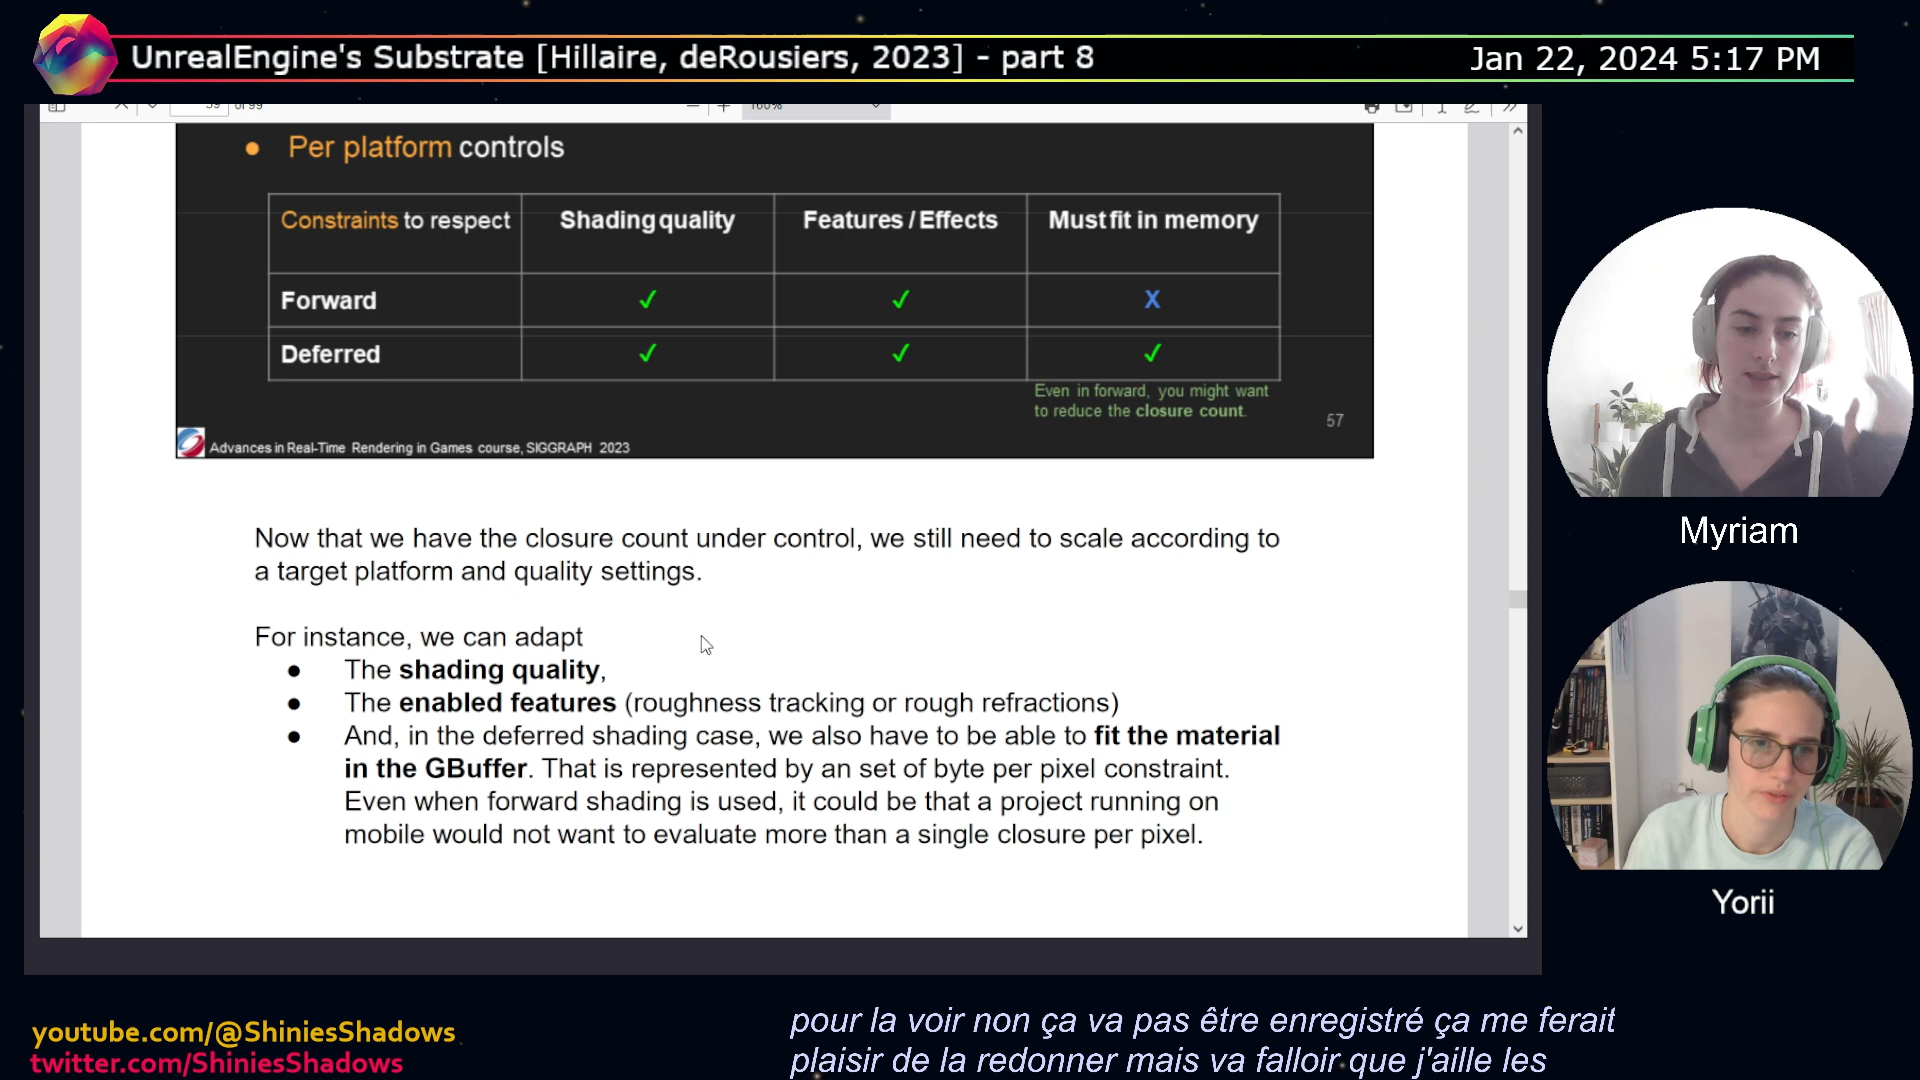 UnrealEngine's Substrate [Hillaire, deRousiers, 2023] - part 8
Jan 22, 2024 5:17 PM
59 of 99
160%
Per platform controls
Constraints to respect
Shading quality
Features / Effects
Must fit in memory
Forward
✓
✓
X
Deferred
✓
✓
✓
Even in forward, you might want
to reduce the closure count.
57
Advances in Real-Time Rendering in Games course, SIGGRAPH 2023
Now that we have the closure count under control, we still need to scale according to
a target platform and quality settings.
For instance, we can adapt
● The shading quality,
● The enabled features (roughness tracking or rough refractions)
● And, in the deferred shading case, we also have to be able to fit the material
in the GBuffer. That is represented by an set of byte per pixel constraint.
Even when forward shading is used, it could be that a project running on
mobile would not want to evaluate more than a single closure per pixel.
Myriam
Yorii
youtube.com/@ShiniesShadows
twitter.com/ShiniesShadows
pour la voir non ça va pas être enregistré ça me ferait
plaisir de la redonner mais va falloir que j'aille les